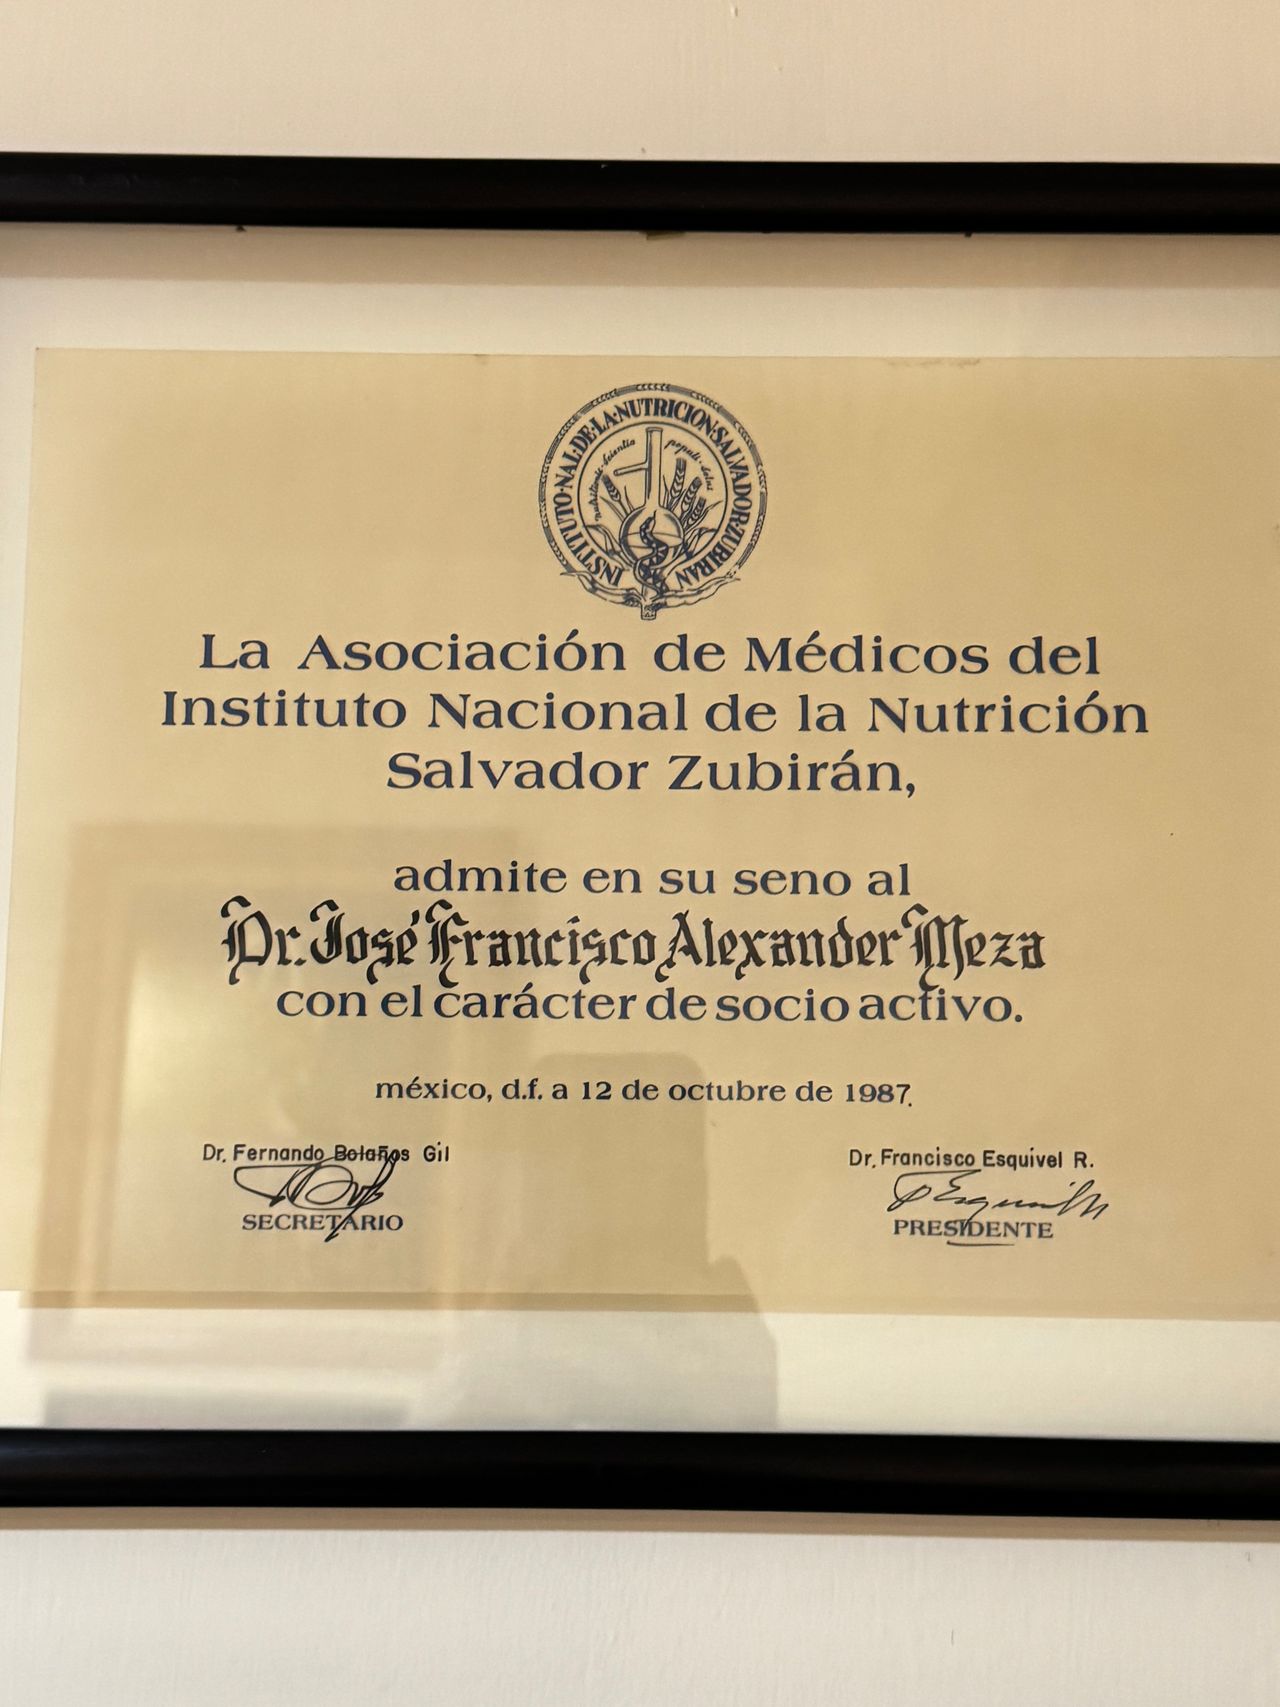 INSTITUTO·NAL·DE·LA·NUTRICION·SALVADOR·ZUBIRAN
populi·salus
La Asociación de Médicos del
Instituto Nacional de la Nutrición
Salvador Zubirán,
admite en su seno al
Dr. José Francisco Alexander Meza
con el carácter de socio activo.
méxico, d.f. a 12 de octubre de 1987.
Dr. Fernando Bolaños Gil
SECRETARIO
Dr. Francisco Esquivel R.
PRESIDENTE